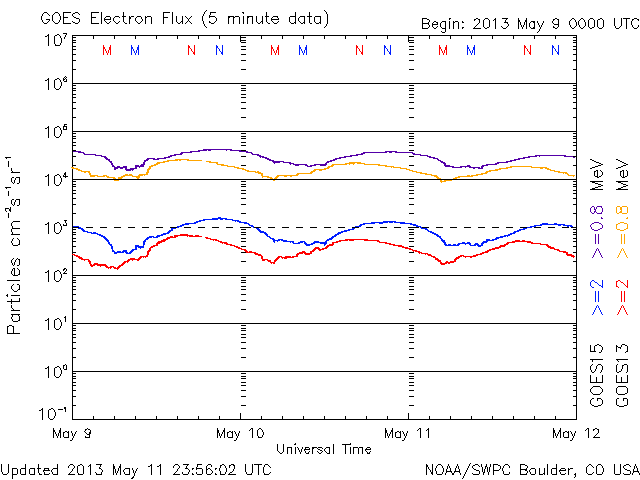 GOES Electron Flux (5 minute data)
Begin: 2013 May 9 0000 UTC
10⁷
M M N N M M N N M M N N
10⁶
10⁵
10⁴
10³
10²
10¹
10⁰
10⁻¹
Particles cm⁻²s⁻¹sr⁻¹
May 9 May 10 May 11 May 12
Universal Time
GOES15 >=2 >=0.8 MeV
GOES13 >=2 >=0.8 MeV
Updated 2013 May 11 23:56:02 UTC
NOAA/SWPC Boulder, CO USA